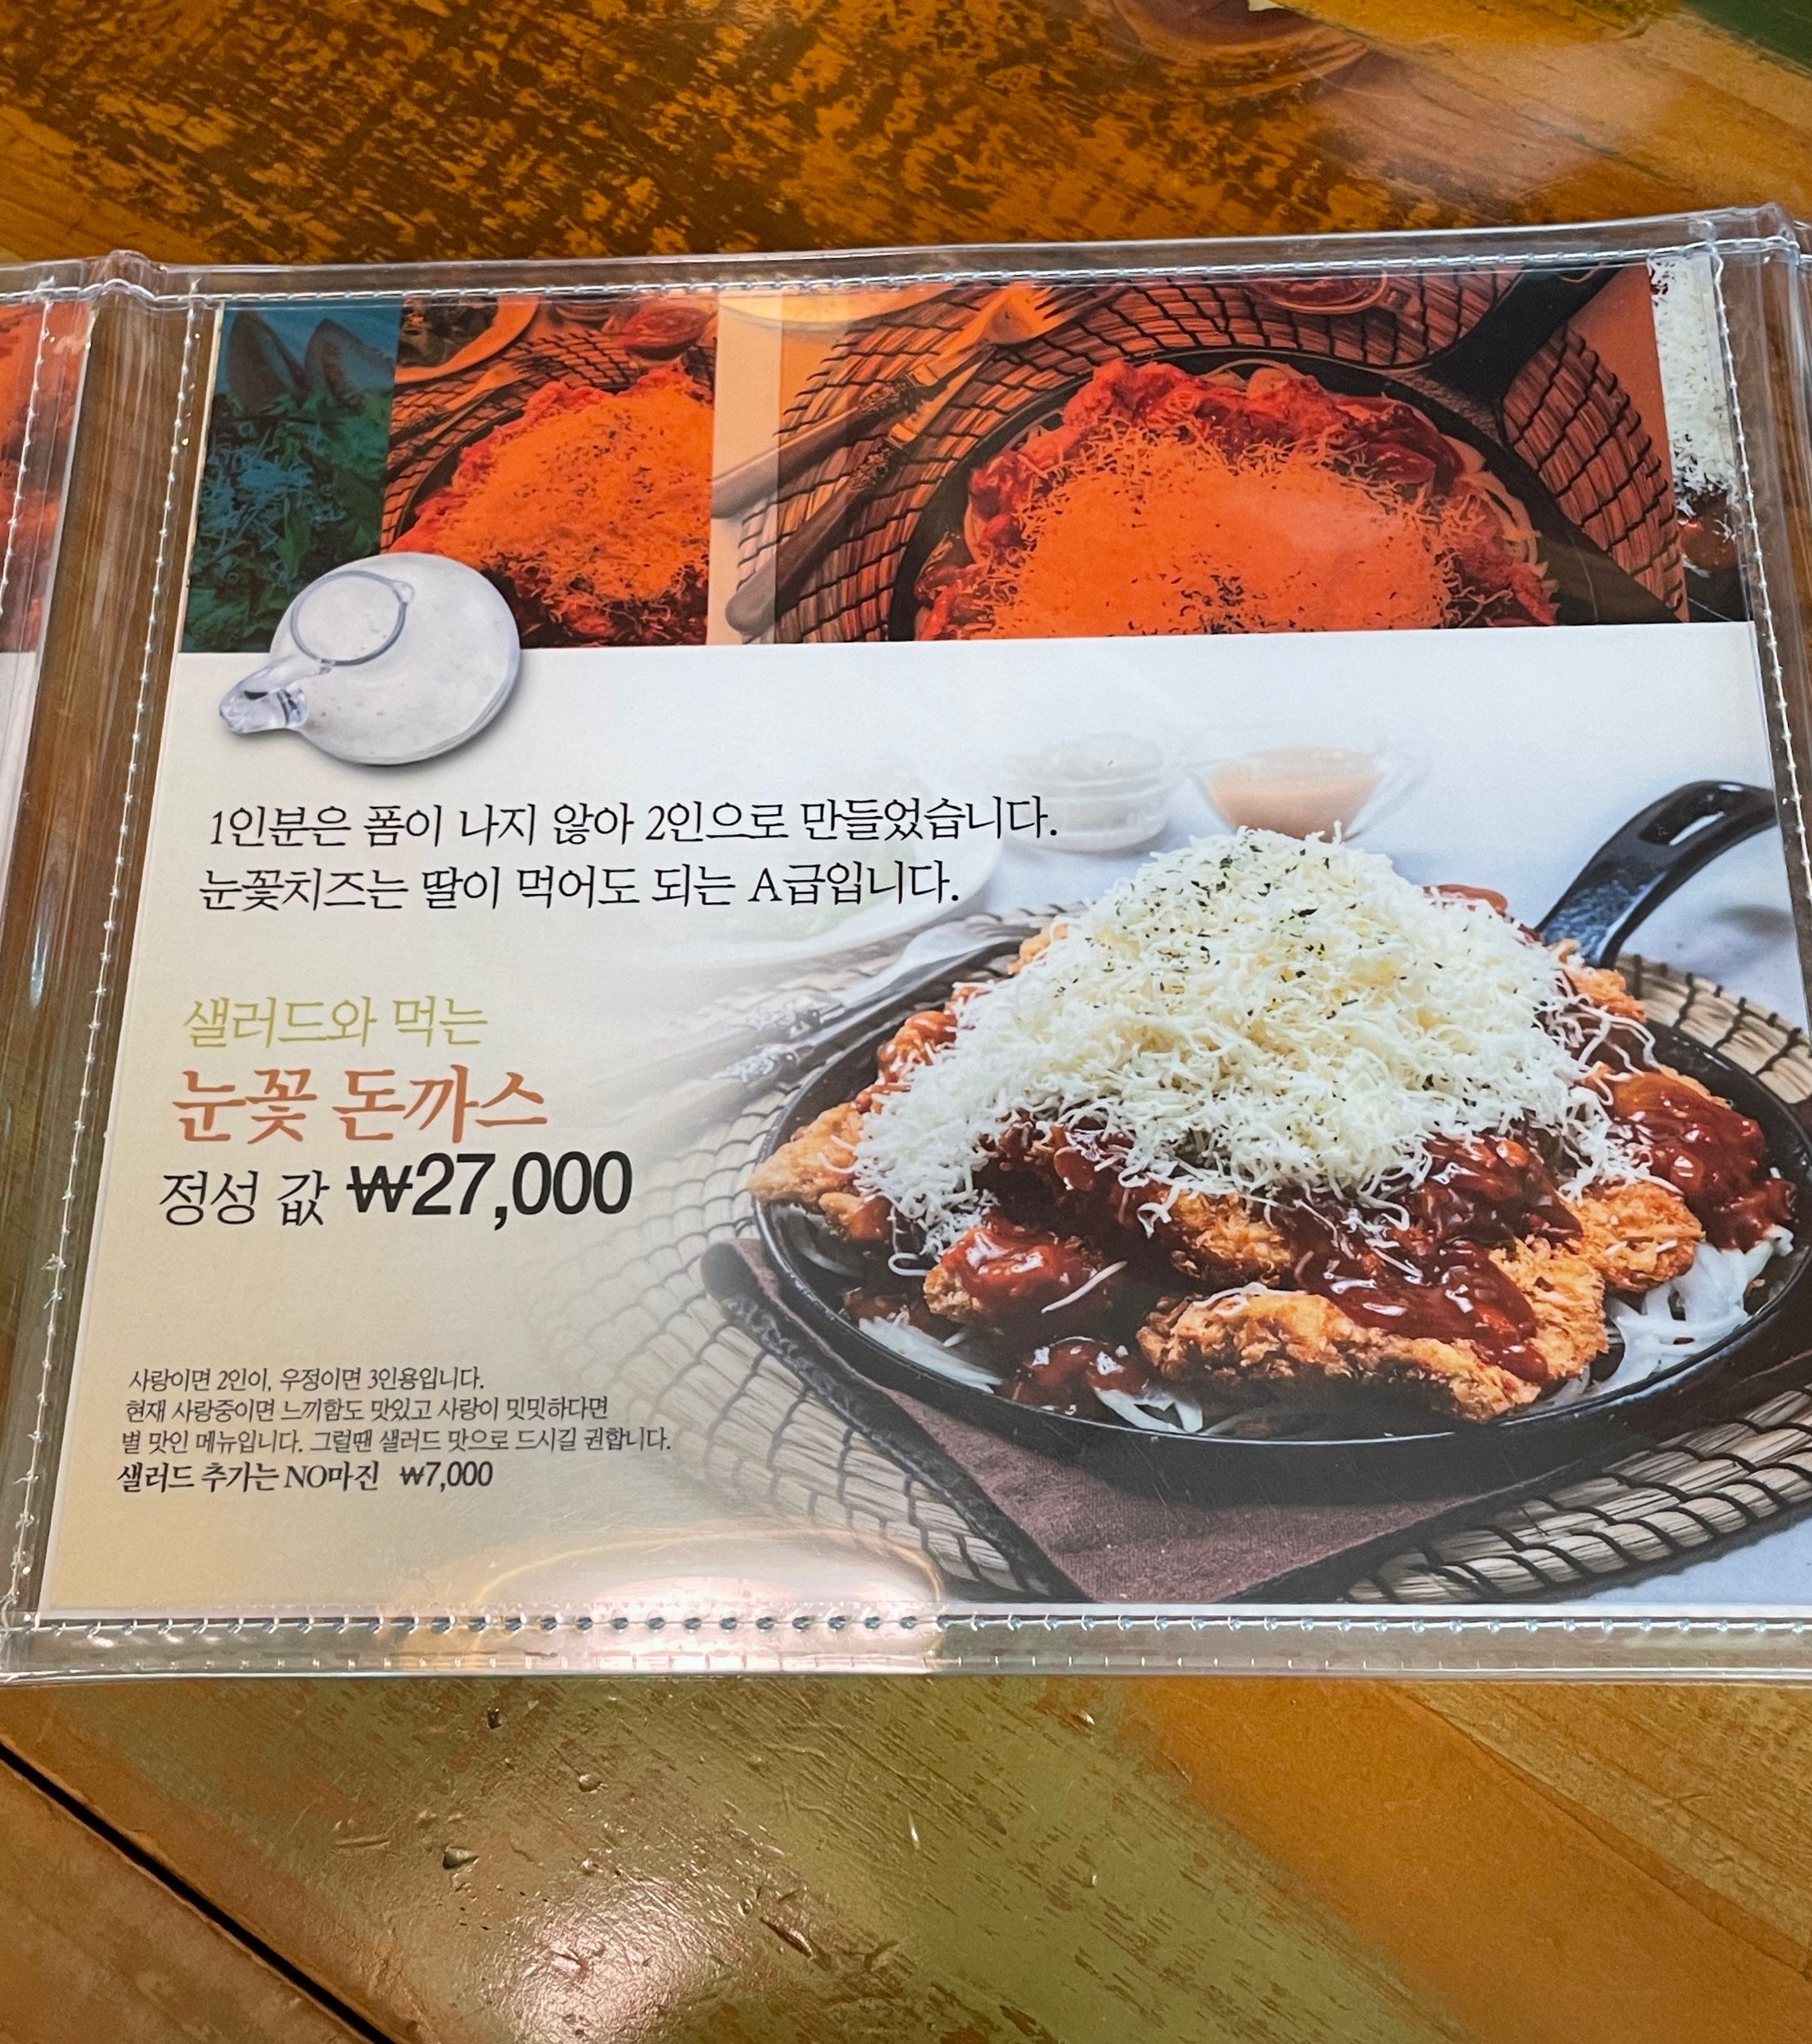 1인분은 폼이 나지 않아 2인으로 만들었습니다.
눈꽃치즈는 딸이 먹어도 되는 A급입니다.
샐러드와 먹는
눈꽃 돈까스
정성 값 ₩27,000
사랑이면 2인이, 우정이면 3인용입니다.
현재 사랑중이면 느끼함도 맛있고 사랑이 밋밋하다면
별 맛인 메뉴입니다. 그럴땐 샐러드 맛으로 드시길 권합니다.
샐러드 추가는 NO마진 ₩7,000